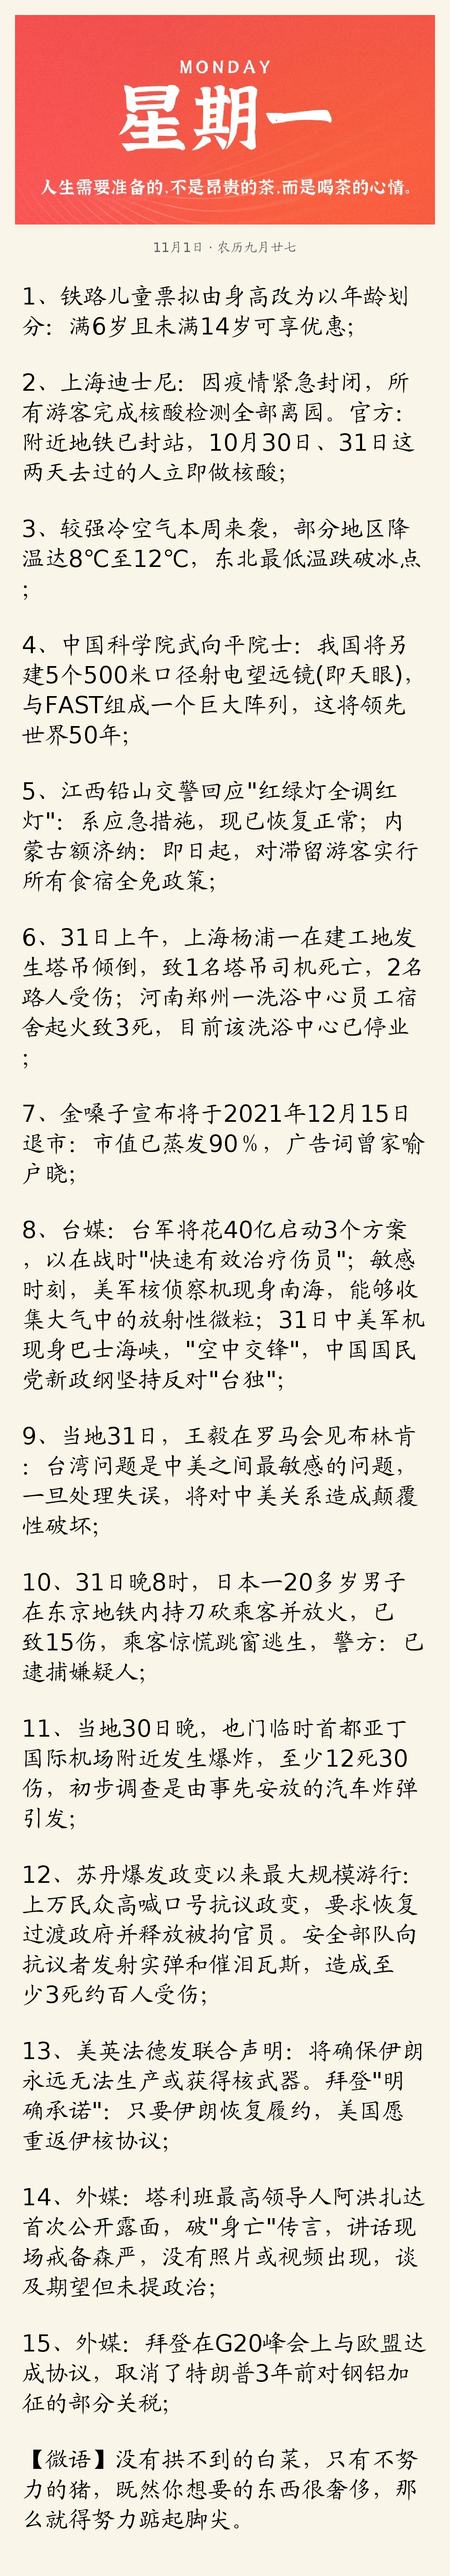 MONDAY
星期一
人生需要准备的,不是昂贵的茶,而是喝茶的心情。
11月1日 · 农历九月廿七
1、铁路儿童票拟由身高改为以年龄划
分：满6岁且未满14岁可享优惠；
2、上海迪士尼：因疫情紧急封闭，所
有游客完成核酸检测全部离园。官方：
附近地铁已封站，10月30日、31日这
两天去过的人立即做核酸；
3、较强冷空气本周来袭，部分地区降
温达8℃至12℃，东北最低温跌破冰点
；
4、中国科学院武向平院士：我国将另
建5个500米口径射电望远镜(即天眼)，
与FAST组成一个巨大阵列，这将领先
世界50年；
5、江西铅山交警回应"红绿灯全调红
灯"：系应急措施，现已恢复正常；内
蒙古额济纳：即日起，对滞留游客实行
所有食宿全免政策；
6、31日上午，上海杨浦一在建工地发
生塔吊倾倒，致1名塔吊司机死亡，2名
路人受伤；河南郑州一洗浴中心员工宿
舍起火致3死，目前该洗浴中心已停业
；
7、金嗓子宣布将于2021年12月15日
退市：市值已蒸发90％，广告词曾家喻
户晓；
8、台媒：台军将花40亿启动3个方案
，以在战时"快速有效治疗伤员"；敏感
时刻，美军核侦察机现身南海，能够收
集大气中的放射性微粒；31日中美军机
现身巴士海峡，"空中交锋"，中国国民
党新政纲坚持反对"台独"；
9、当地31日，王毅在罗马会见布林肯
：台湾问题是中美之间最敏感的问题，
一旦处理失误，将对中美关系造成颠覆
性破坏；
10、31日晚8时，日本一20多岁男子
在东京地铁内持刀砍乘客并放火，已
致15伤，乘客惊慌跳窗逃生，警方：已
逮捕嫌疑人；
11、当地30日晚，也门临时首都亚丁
国际机场附近发生爆炸，至少12死30
伤，初步调查是由事先安放的汽车炸弹
引发；
12、苏丹爆发政变以来最大规模游行：
上万民众高喊口号抗议政变，要求恢复
过渡政府并释放被拘官员。安全部队向
抗议者发射实弹和催泪瓦斯，造成至
少3死约百人受伤；
13、美英法德发联合声明：将确保伊朗
永远无法生产或获得核武器。拜登"明
确承诺"：只要伊朗恢复履约，美国愿
重返伊核协议；
14、外媒：塔利班最高领导人阿洪扎达
首次公开露面，破"身亡"传言，讲话现
场戒备森严，没有照片或视频出现，谈
及期望但未提政治；
15、外媒：拜登在G20峰会上与欧盟达
成协议，取消了特朗普3年前对钢铝加
征的部分关税；
【微语】没有拱不到的白菜，只有不努
力的猪，既然你想要的东西很奢侈，那
么就得努力踮起脚尖。